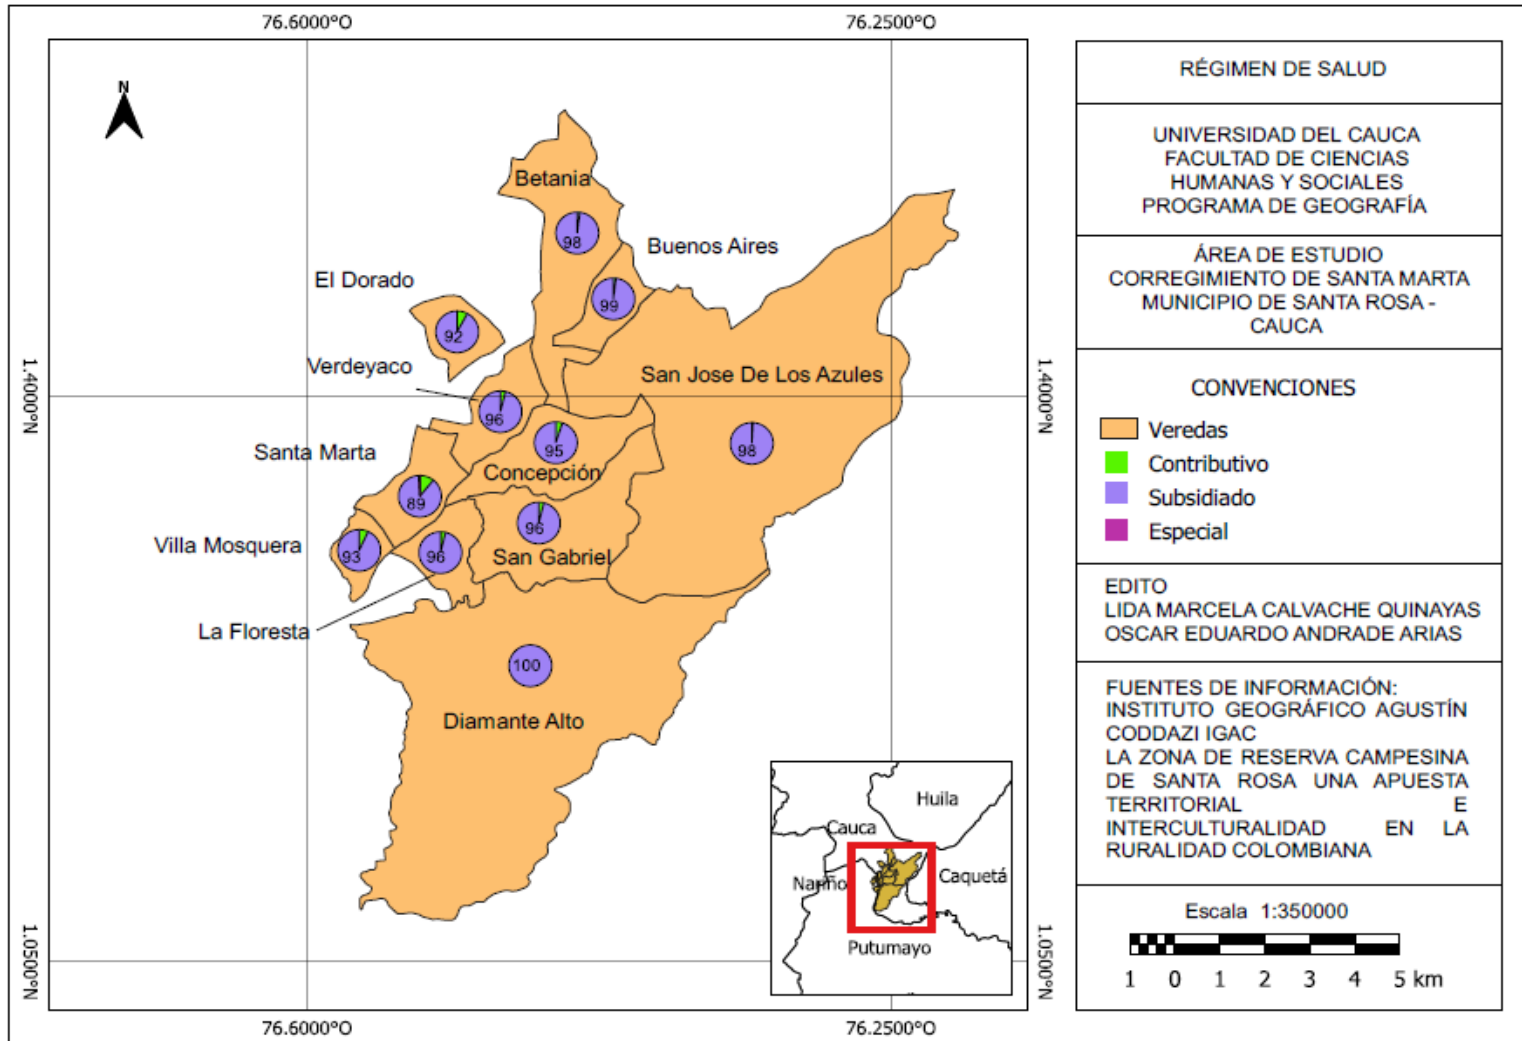 76.6000°O
76.2500°O
N
Betania
98
Buenos Aires
99
El Dorado
92
Verdeyaco
96
San Jose De Los Azules
98
1.4000°N
1.4000°N
95
Concepción
Santa Marta
89
96
San Gabriel
Villa Mosquera
93
96
La Floresta
100
Diamante Alto
Huila
Cauca
Nariño
Caquetá
Putumayo
1.0500°N
1.0500°N
76.6000°O
76.2500°O
RÉGIMEN DE SALUD
UNIVERSIDAD DEL CAUCA
FACULTAD DE CIENCIAS
HUMANAS Y SOCIALES
PROGRAMA DE GEOGRAFÍA
ÁREA DE ESTUDIO
CORREGIMIENTO DE SANTA MARTA
MUNICIPIO DE SANTA ROSA -
CAUCA
CONVENCIONES
Veredas
Contributivo
Subsidiado
Especial
EDITO
LIDA MARCELA CALVACHE QUINAYAS
OSCAR EDUARDO ANDRADE ARIAS
FUENTES DE INFORMACIÓN:
INSTITUTO GEOGRÁFICO AGUSTÍN
CODDAZI IGAC
LA ZONA DE RESERVA CAMPESINA
DE SANTA ROSA UNA APUESTA
TERRITORIAL E
INTERCULTURALIDAD EN LA
RURALIDAD COLOMBIANA
Escala 1:350000
1 0 1 2 3 4 5 km